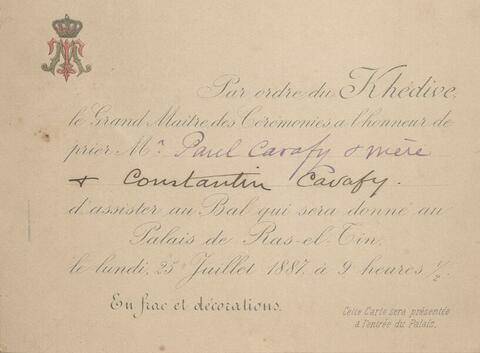 Par ordre du Khédive,
le Grand Maître des Cérémonies a l'honneur de
prier Mr. Paul Cavafy & mère
& Constantin Cavafy.
d'assister au Bal qui sera donné au
Palais de Ras-el-Tin,
le lundi, 25 Juillet 1887, à 9 heures 1/2.
En frac et décorations.
Cette Carte sera présentée
à l'entrée du Palais.